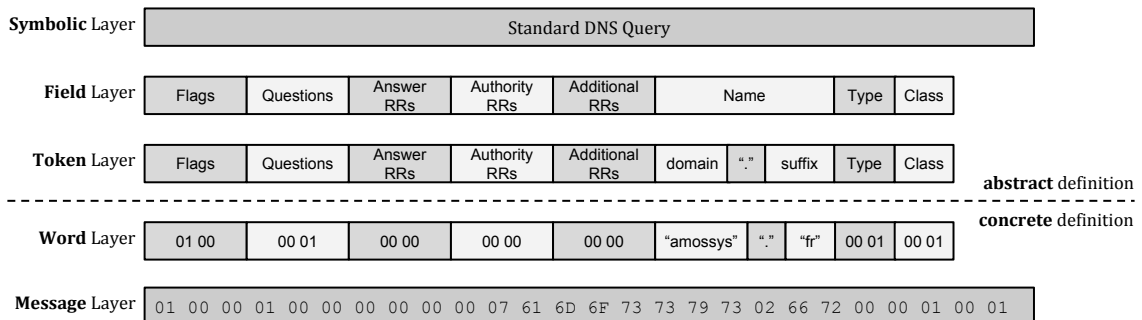 Symbolic Layer Standard DNS Query
Field Layer Flags Questions Answer RRs Authority RRs Additional RRs Name Type Class
Token Layer Flags Questions Answer RRs Authority RRs Additional RRs domain “.” suffix Type Class
abstract definition
concrete definition
Word Layer 01 00 00 01 00 00 00 00 00 00 “amossys” “.” “fr” 00 01 00 01
Message Layer 01 00 00 01 00 00 00 00 00 00 07 61 6D 6F 73 73 79 73 02 66 72 00 00 01 00 01